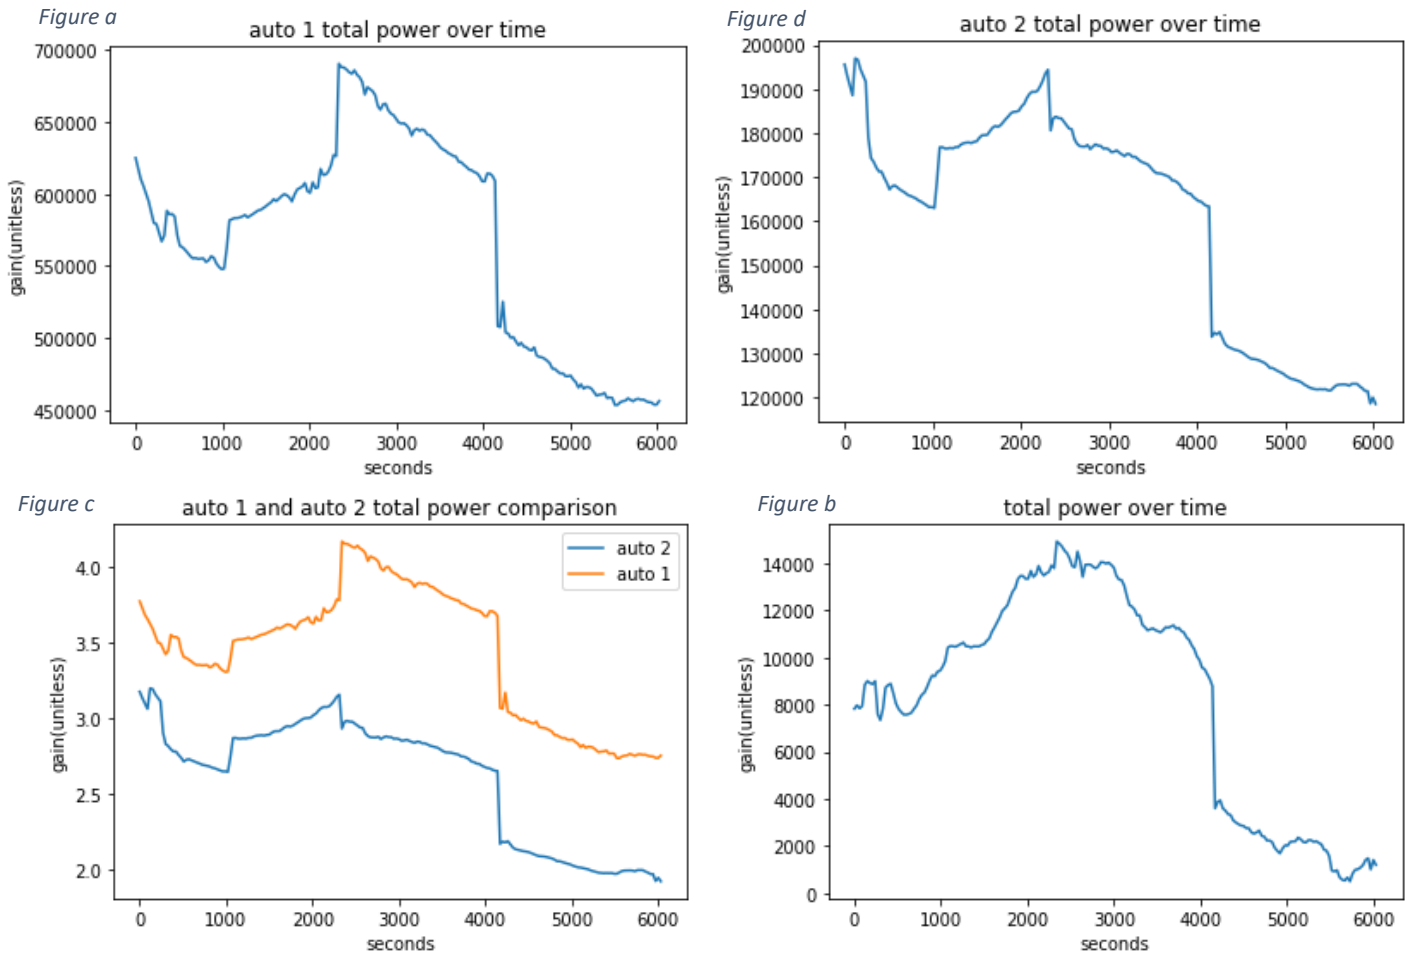 Figure a
auto 1 total power over time
700000
650000
600000
550000
500000
450000
gain(unitless)
0 1000 2000 3000 4000 5000 6000
seconds
Figure d
auto 2 total power over time
200000
190000
180000
170000
160000
150000
140000
130000
120000
gain(unitless)
0 1000 2000 3000 4000 5000 6000
seconds
Figure c
auto 1 and auto 2 total power comparison
auto 2
auto 1
4.0
3.5
3.0
2.5
2.0
gain(unitless)
0 1000 2000 3000 4000 5000 6000
seconds
Figure b
total power over time
14000
12000
10000
8000
6000
4000
2000
0
gain(unitless)
0 1000 2000 3000 4000 5000 6000
seconds